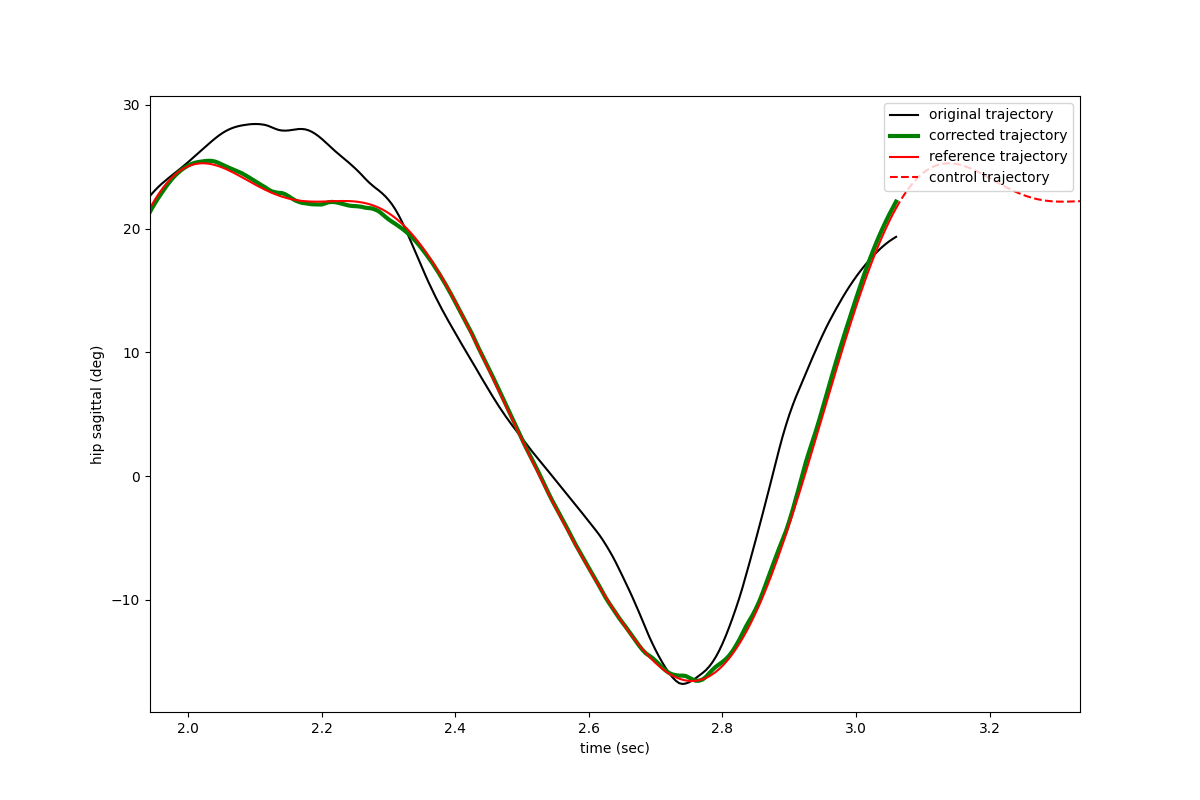 original trajectory
corrected trajectory
reference trajectory
control trajectory
30
20
10
0
−10
hip sagittal (deg)
2.0 2.2 2.4 2.6 2.8 3.0 3.2
time (sec)